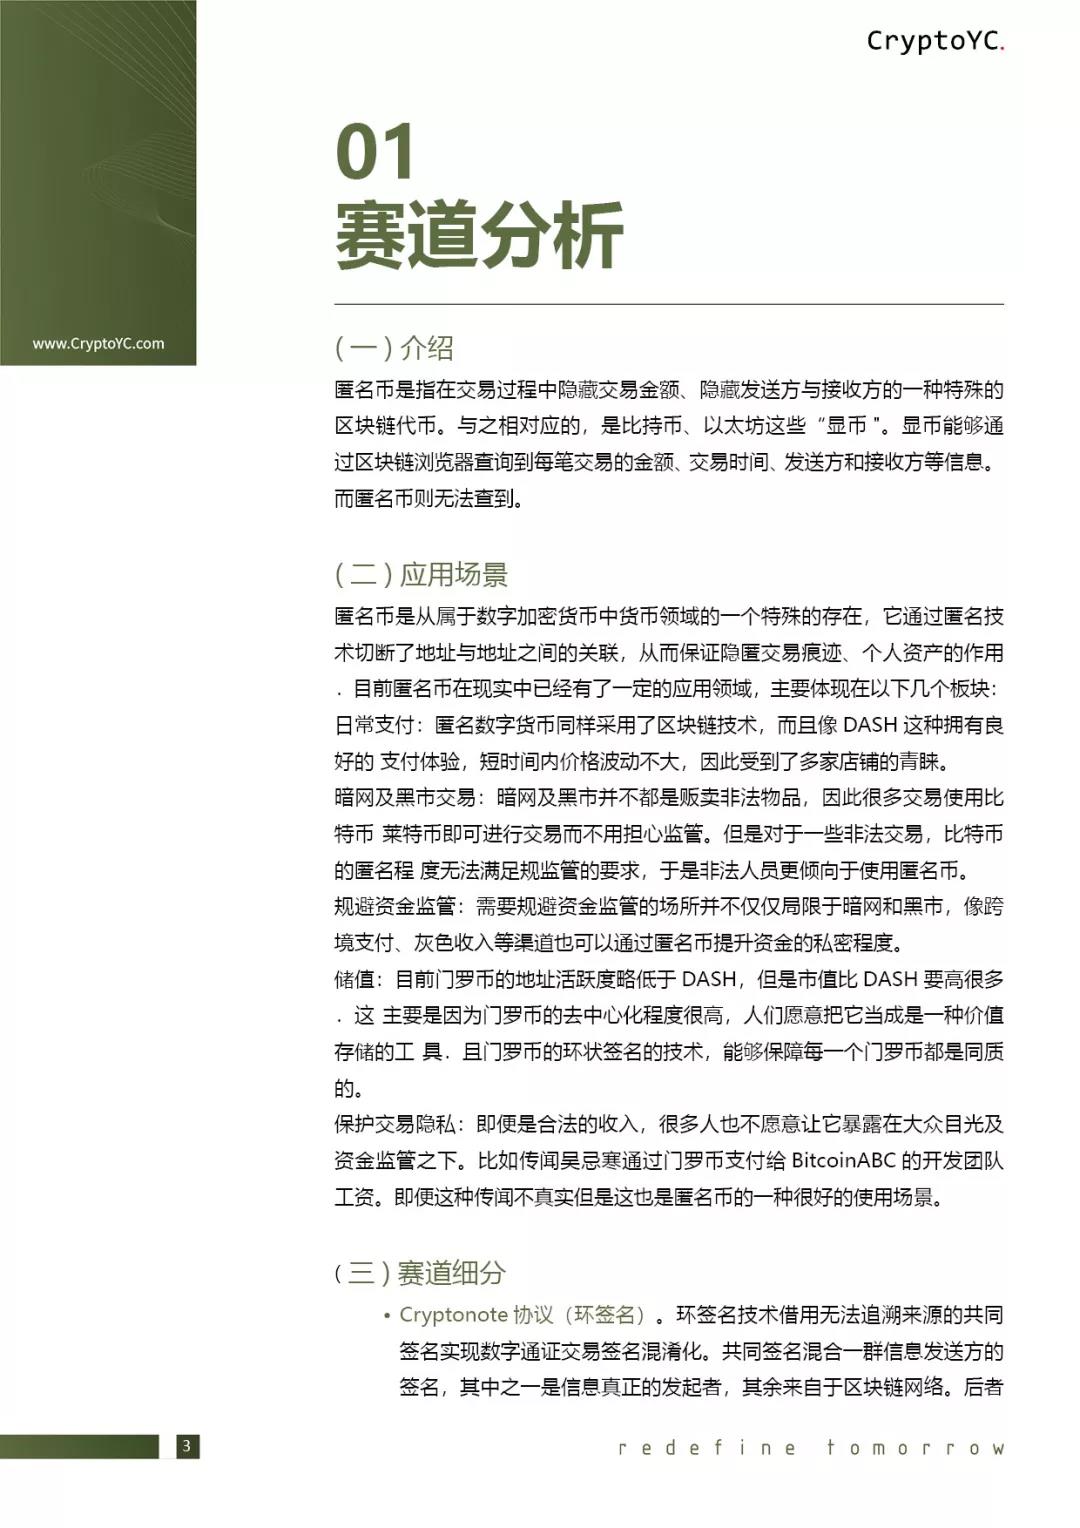 CryptoYC.
01
赛道分析
www.CryptoYC.com
(一)介绍
匿名币是指在交易过程中隐藏交易金额、隐藏发送方与接收方的一种特殊的
区块链代币。与之相对应的，是比持币、以太坊这些“显币 "。显币能够通
过区块链浏览器查询到每笔交易的金额、交易时间、发送方和接收方等信息。
而匿名币则无法查到。
(二)应用场景
匿名币是从属于数字加密货币中货币领域的一个特殊的存在，它通过匿名技
术切断了地址与地址之间的关联，从而保证隐匿交易痕迹、个人资产的作用
. 目前匿名币在现实中已经有了一定的应用领域，主要体现在以下几个板块：
日常支付：匿名数字货币同样采用了区块链技术，而且像 DASH 这种拥有良
好的 支付体验，短时间内价格波动不大，因此受到了多家店铺的青睐。
暗网及黑市交易：暗网及黑市并不都是贩卖非法物品，因此很多交易使用比
特币 莱特币即可进行交易而不用担心监管。但是对于一些非法交易，比特币
的匿名程 度无法满足规监管的要求，于是非法人员更倾向于使用匿名币。
规避资金监管：需要规避资金监管的场所并不仅仅局限于暗网和黑市，像跨
境支付、灰色收入等渠道也可以通过匿名币提升资金的私密程度。
储值：目前门罗币的地址活跃度略低于 DASH，但是市值比 DASH 要高很多
. 这 主要是因为门罗币的去中心化程度很高，人们愿意把它当成是一种价值
存储的工 具. 且门罗币的环状签名的技术，能够保障每一个门罗币都是同质
的。
保护交易隐私：即便是合法的收入，很多人也不愿意让它暴露在大众目光及
资金监管之下。比如传闻吴忌寒通过门罗币支付给 BitcoinABC 的开发团队
工资。即便这种传闻不真实但是这也是匿名币的一种很好的使用场景。
(三)赛道细分
• Cryptonote 协议（环签名）。环签名技术借用无法追溯来源的共同
签名实现数字通证交易签名混淆化。共同签名混合一群信息发送方的
签名，其中之一是信息真正的发起者，其余来自于区块链网络。后者
3
redefine tomorrow